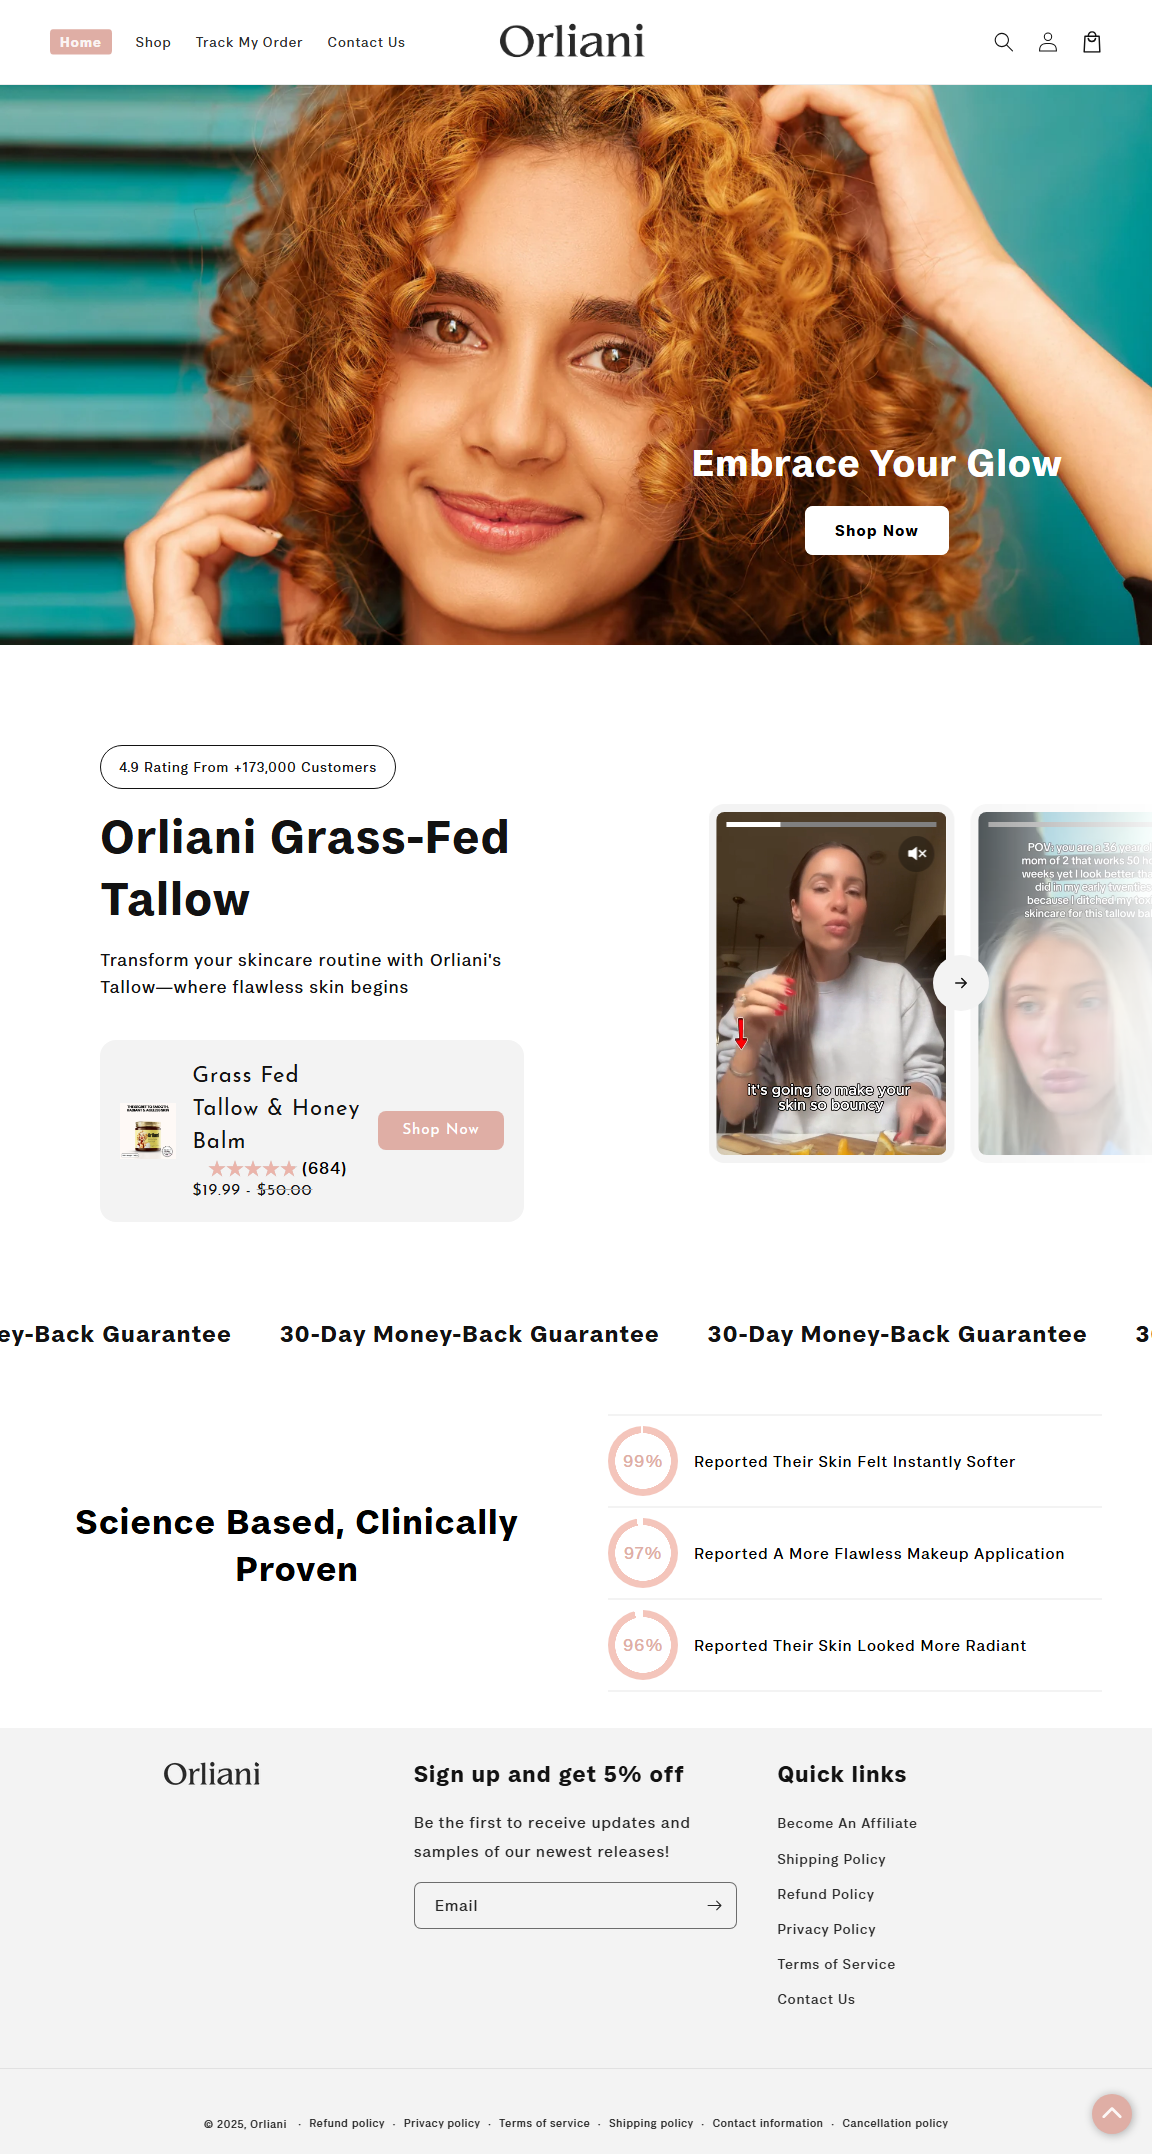 Home
Shop
Track My Order
Contact Us
Orliani
Embrace Your Glow
Shop Now
4.9 Rating From +173,000 Customers
Orliani Grass-Fed
Tallow
Transform your skincare routine with Orliani's
Tallow—where flawless skin begins
Grass Fed
Tallow & Honey
Balm
(684)
$19.99 - $50.00
Shop Now
it's going to make your
skin so bouncy
POV: you are a 36 year
mom of 2 that works 50
weeks yet I look better
did in my early twenties
because I ditched my
skincare for this tallow
ey-Back Guarantee
30-Day Money-Back Guarantee
30-Day Money-Back Guarantee
3
Science Based, Clinically
Proven
99%
Reported Their Skin Felt Instantly Softer
97%
Reported A More Flawless Makeup Application
96%
Reported Their Skin Looked More Radiant
Orliani
Sign up and get 5% off
Be the first to receive updates and
samples of our newest releases!
Email
Quick links
Become An Affiliate
Shipping Policy
Refund Policy
Privacy Policy
Terms of Service
Contact Us
© 2025, Orliani · Refund policy · Privacy policy · Terms of service · Shipping policy · Contact information · Cancellation policy